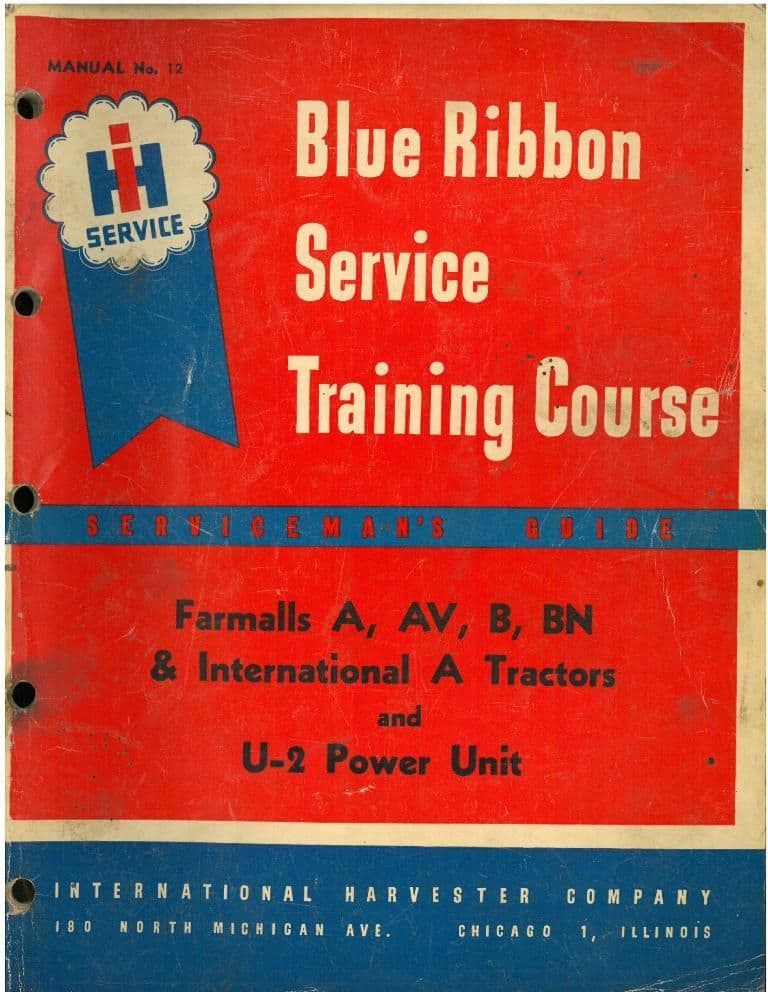 MANUAL No. 12
IH
SERVICE
Blue Ribbon
Service
Training Course
SERVICEMAN'S GUIDE
Farmalls A, AV, B, BN
& International A Tractors
and
U-2 Power Unit
INTERNATIONAL HARVESTER COMPANY
180 NORTH MICHIGAN AVE. CHICAGO 1, ILLINOIS